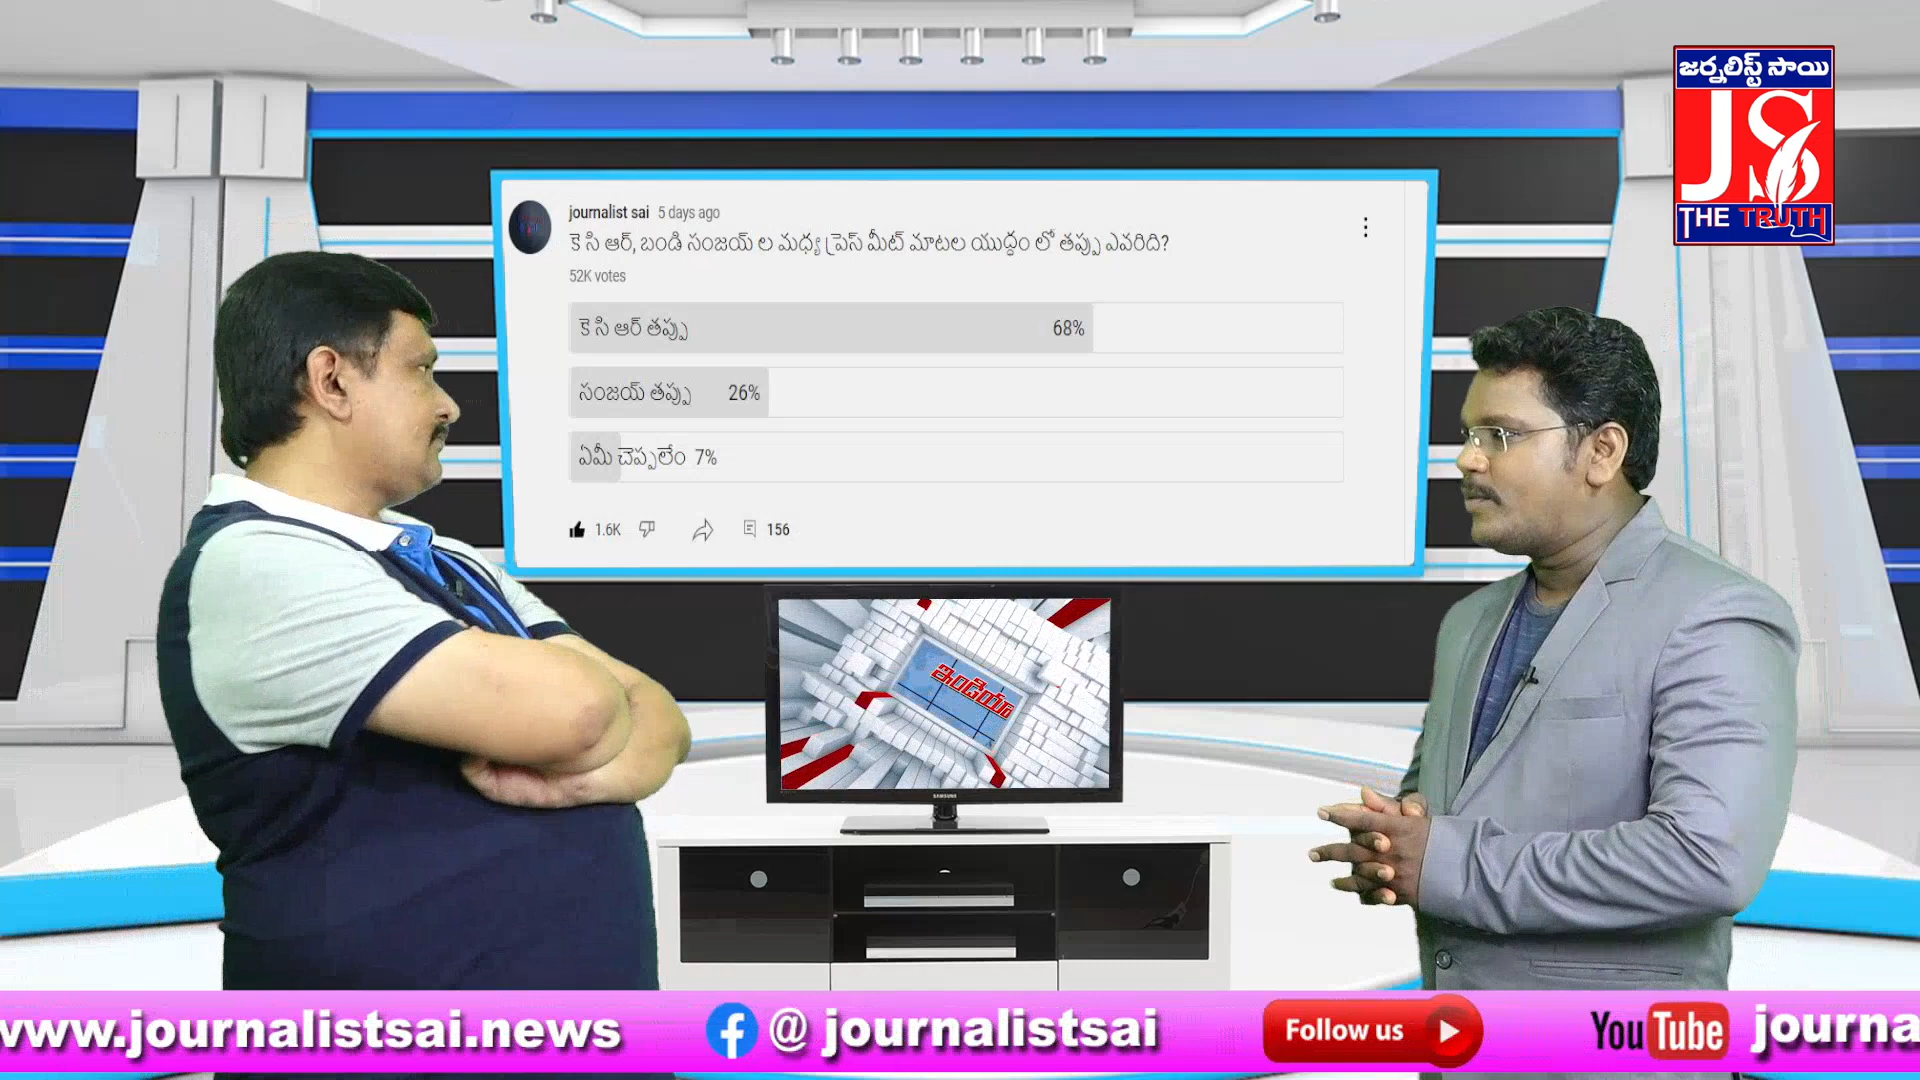 జర్నలిస్ట్ సాయి
JS
THE TRUTH
journalist sai 5 days ago
కె సి ఆర్, బండి సంజయ్ ల మధ్య ప్రెస్ మీట్ మాటల యుద్ధం లో తప్పు ఎవరిది?
52K votes
కె సి ఆర్ తప్పు 68%
సంజయ్ తప్పు 26%
ఏమీ చెప్పలేం 7%
1.6K 156
ఇండియా
SAMSUNG
www.journalistsai.news @ journalistsai Follow us YouTube journa